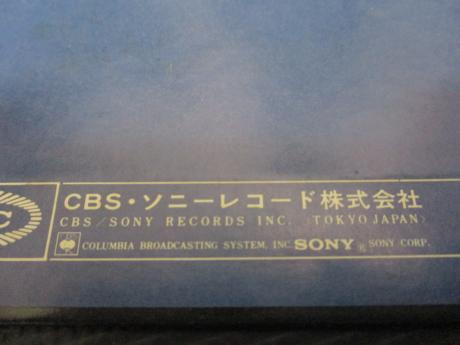 C
CBS・ソニーレコード株式会社
CBS／SONY RECORDS INC. 〈TOKYO JAPAN〉
COLUMBIA BROADCASTING SYSTEM, INC. SONY® SONY CORP.